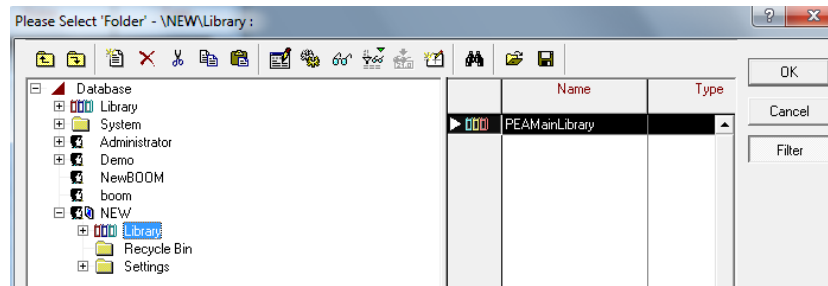 Please Select 'Folder' - \NEW\Library :
Database
Library
System
Administrator
Demo
NewBOOM
boom
NEW
Library
Recycle Bin
Settings
Name Type
PEAMainLibrary
OK
Cancel
Filter